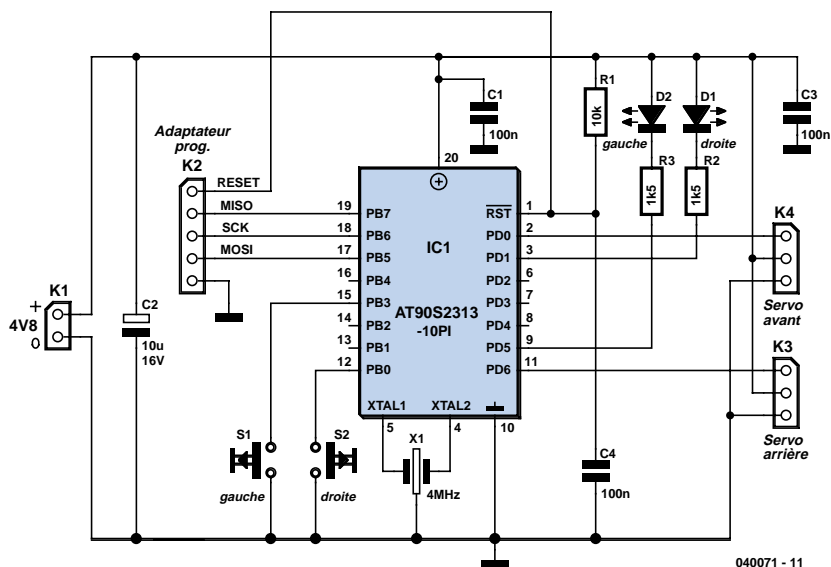 R1
10k
C1
100n
D2
gauche
D1
droite
C3
100n
Adaptateur
prog.
K2
RESET
MISO
SCK
MOSI
R3
1k5
R2
1k5
20
19
18
17
16
15
14
13
12
PB7
PB6
PB5
PB4
PB3
PB2
PB1
PB0
IC1
AT90S2313
-10PI
RST
PD0
PD1
PD2
PD3
PD4
PD5
PD6
1
2
3
6
7
8
9
11
XTAL1
XTAL2
5
4
10
K4
Servo
avant
K3
Servo
arrière
K1
+
4V8
0
C2
10u
16V
S1
gauche
S2
droite
X1
4MHz
C4
100n
040071 - 11